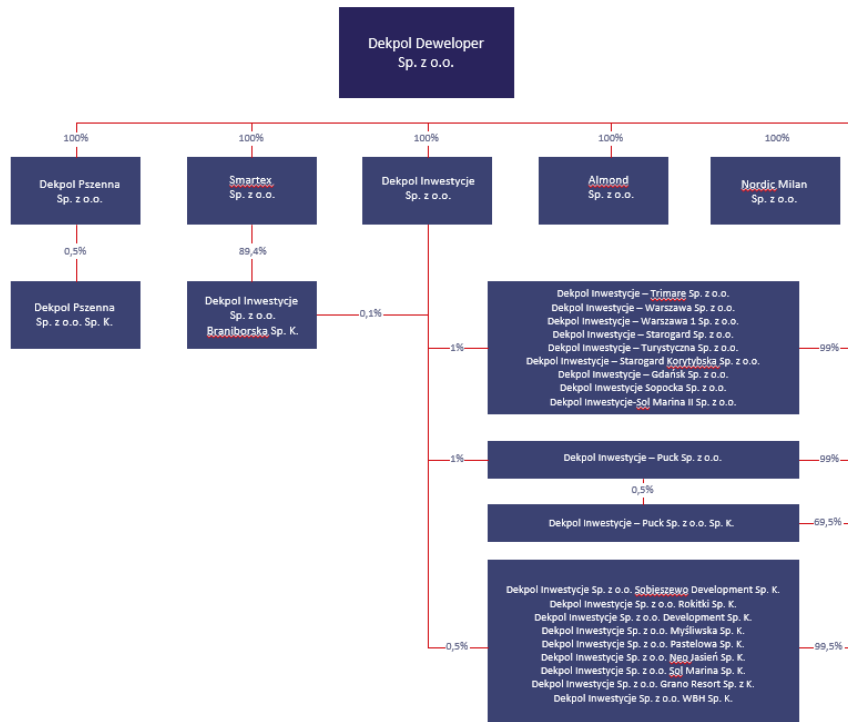 Dekpol Deweloper
Sp. z o.o.
100%
100%
100%
100%
100%
Dekpol Pszenna
Sp. z o.o.
Smartex
Sp. z o.o.
Dekpol Inwestycje
Sp. z o.o.
Almond
Sp. z o.o.
Nordic Milan
Sp. z o.o.
0,5%
89,4%
Dekpol Pszenna
Sp. z o.o. Sp. K.
Dekpol Inwestycje
Sp. z o.o.
Braniborska Sp. K.
0,1%
1%
Dekpol Inwestycje – Trimare Sp. z o.o.
Dekpol Inwestycje – Warszawa Sp. z o.o.
Dekpol Inwestycje – Warszawa 1 Sp. z o.o.
Dekpol Inwestycje – Starogard Sp. z o.o.
Dekpol Inwestycje – Turystyczna Sp. z o.o.
Dekpol Inwestycje – Starogard Korytybska Sp. z o.o.
Dekpol Inwestycje – Gdańsk Sp. z o.o.
Dekpol Inwestycje Sopocka Sp. z o.o.
Dekpol Inwestycje-Sol Marina II Sp. z o.o.
99%
1%
Dekpol Inwestycje – Puck Sp. z o.o.
99%
0,5%
Dekpol Inwestycje – Puck Sp. z o.o. Sp. K.
69,5%
0,5%
Dekpol Inwestycje Sp. z o.o. Sobieszewo Development Sp. K.
Dekpol Inwestycje Sp. z o.o. Rokitki Sp. K.
Dekpol Inwestycje Sp. z o.o. Development Sp. K.
Dekpol Inwestycje Sp. z o.o. Myśliwska Sp. K.
Dekpol Inwestycje Sp. z o.o. Pastelowa Sp. K.
Dekpol Inwestycje Sp. z o.o. Neo Jasień Sp. K.
Dekpol Inwestycje Sp. z o.o. Sol Marina Sp. K.
Dekpol Inwestycje Sp. z o.o. Grano Resort Sp. z K.
Dekpol Inwestycje Sp. z o.o. WBH Sp. K.
99,5%